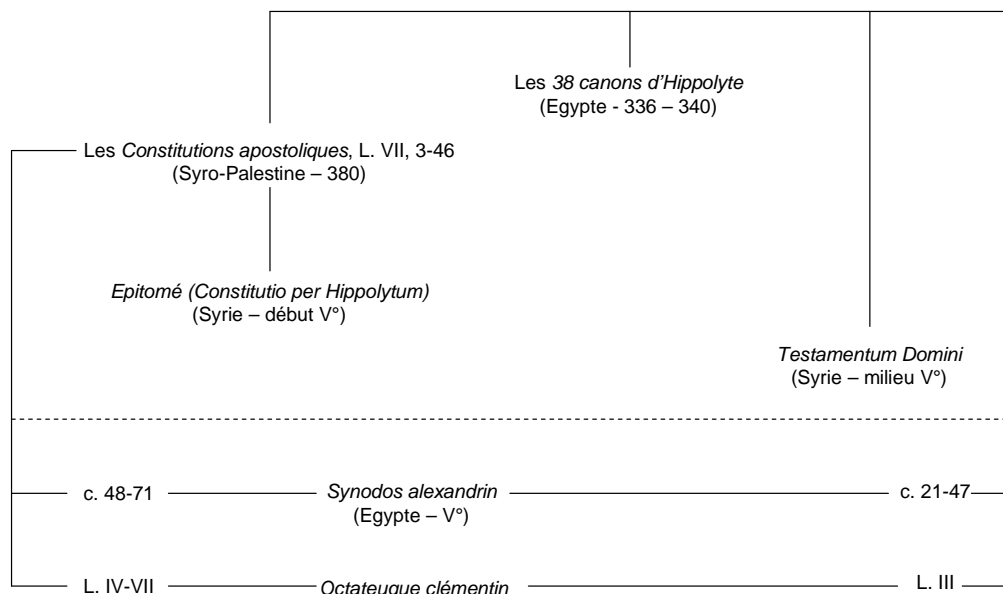 Les 38 canons d'Hippolyte
(Egypte - 336 – 340)
Les Constitutions apostoliques, L. VII, 3-46
(Syro-Palestine – 380)
Epitomé (Constitutio per Hippolytum)
(Syrie – début V°)
Testamentum Domini
(Syrie – milieu V°)
c. 48-71 Synodos alexandrin c. 21-47
(Egypte – V°)
L. IV-VII Octateuque clémentin L. III